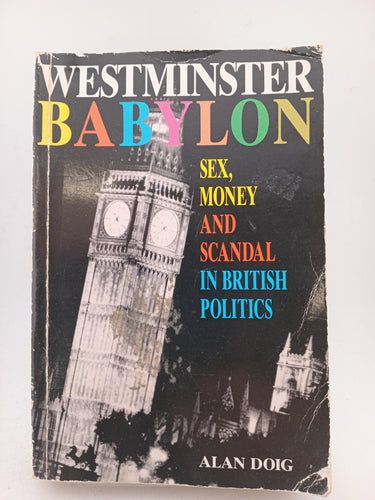 WESTMINSTER
BABYLON
SEX,
MONEY
AND
SCANDAL
IN BRITISH
POLITICS
ALAN DOIG